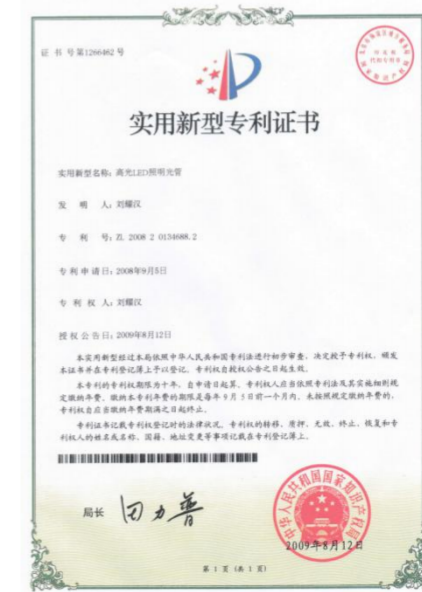 证 书 号第1266462号
实用新型专利证书
实用新型名称：高光LED照明光管
发 明 人：刘耀汉
专 利 号：ZL 2008 2 0134688.2
专 利 申 请 日：2008年9月5日
专 利 权 人：刘耀汉
授 权 公 告 日：2009年8月12日
本实用新型经过本局依照中华人民共和国专利法进行初步审查，决定授予专利权，颁发
本证书并在专利登记簿上予以登记。专利权自授权公告之日起生效。
本专利的专利权期限为十年，自申请日起算。专利权人应当依照专利法及其实施细则规
定缴纳年费。缴纳本专利年费的期限是每年 9 月 5 日前一个月内。未按照规定缴纳年费的，
专利权自应当缴纳年费期满之日起终止。
专利证书记载专利权登记时的法律状况。专利权的转移、质押、无效、终止、恢复和专
利权人的姓名或名称、国籍、地址变更等事项记载在专利登记簿上。
局长 田力普
中华人民共和国国家知识产权局
2009年8月12日
第 1 页 (共 1 页)